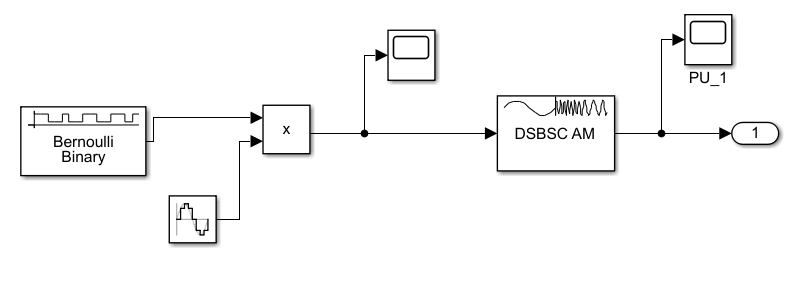 PU_1
Bernoulli
Binary
x
DSBSC AM
1